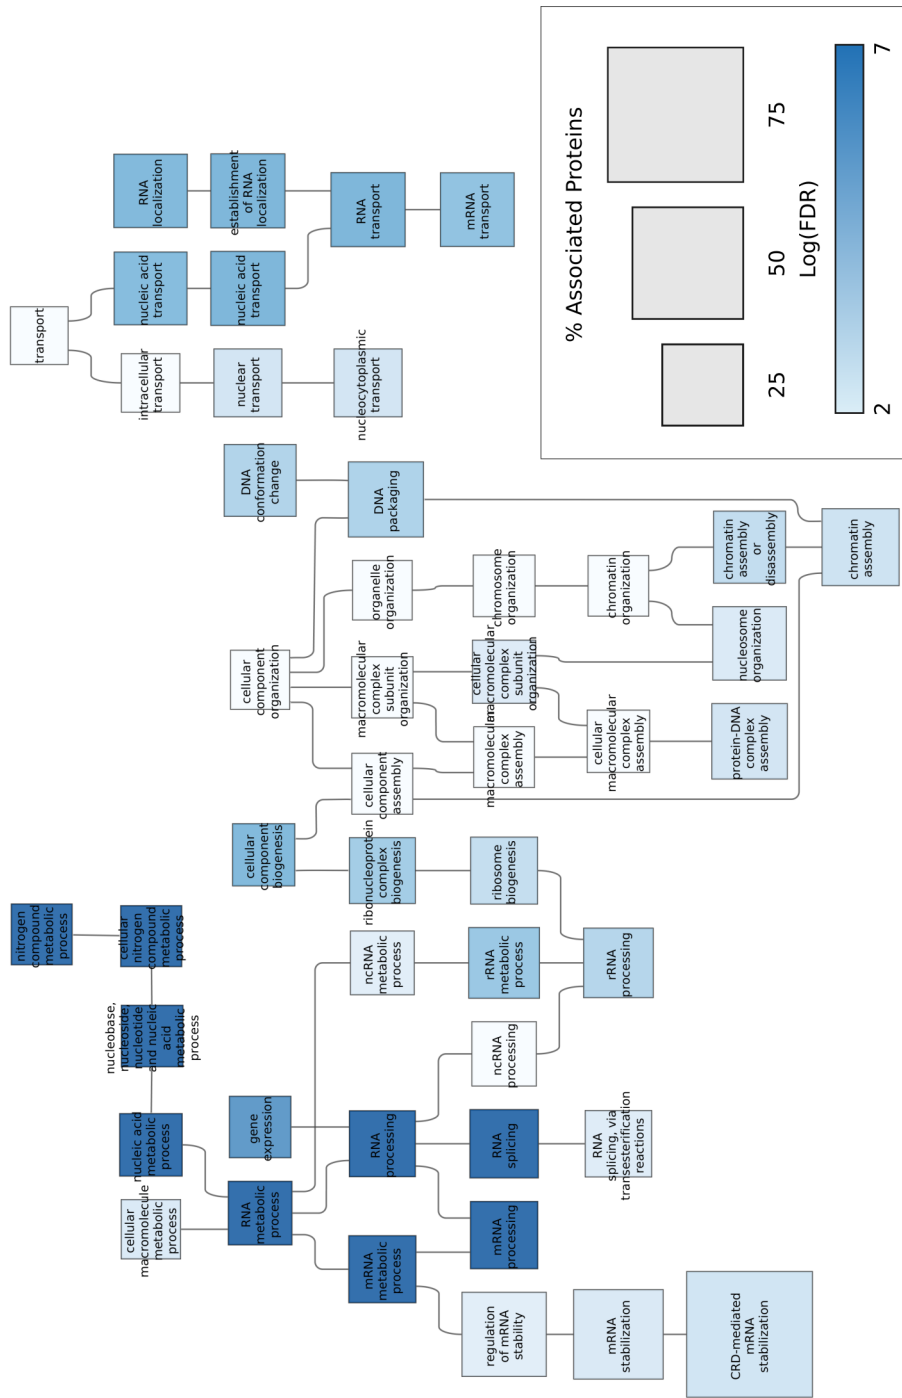 nitrogen
compound
metabolic
process
cellular
nitrogen
compound
metabolic
process
nucleobase,
nucleoside,
nucleotide
and nucleic
acid
metabolic
process
nucleic acid
metabolic
process
cellular
macromolecule
metabolic
process
RNA
metabolic
process
gene
expression
mRNA
metabolic
process
RNA
processing
ncRNA
metabolic
process
regulation
of mRNA
stability
mRNA
processing
RNA
splicing
ncRNA
processing
rRNA
metabolic
process
mRNA
stabilization
RNA
splicing, via
transesterification
reactions
rRNA
processing
CRD-mediated
mRNA
stabilization
cellular
component
biogenesis
ribonucleoprotein
complex
biogenesis
ribosome
biogenesis
cellular
component
organization
cellular
component
assembly
macromolecular
complex
subunit
organization
organelle
organization
DNA
conformation
change
DNA
packaging
macromolecular
complex
assembly
cellular
macromolecular
complex
subunit
organization
chromosome
organization
cellular
macromolecular
complex
assembly
chromatin
organization
protein-DNA
complex
assembly
nucleosome
organization
chromatin
assembly
or
disassembly
chromatin
assembly
transport
intracellular
transport
nucleic acid
transport
RNA
localization
nuclear
transport
nucleic acid
transport
establishment
of RNA
localization
nucleocytoplasmic
transport
RNA
transport
mRNA
transport
% Associated Proteins
25
50
75
Log(FDR)
2
7